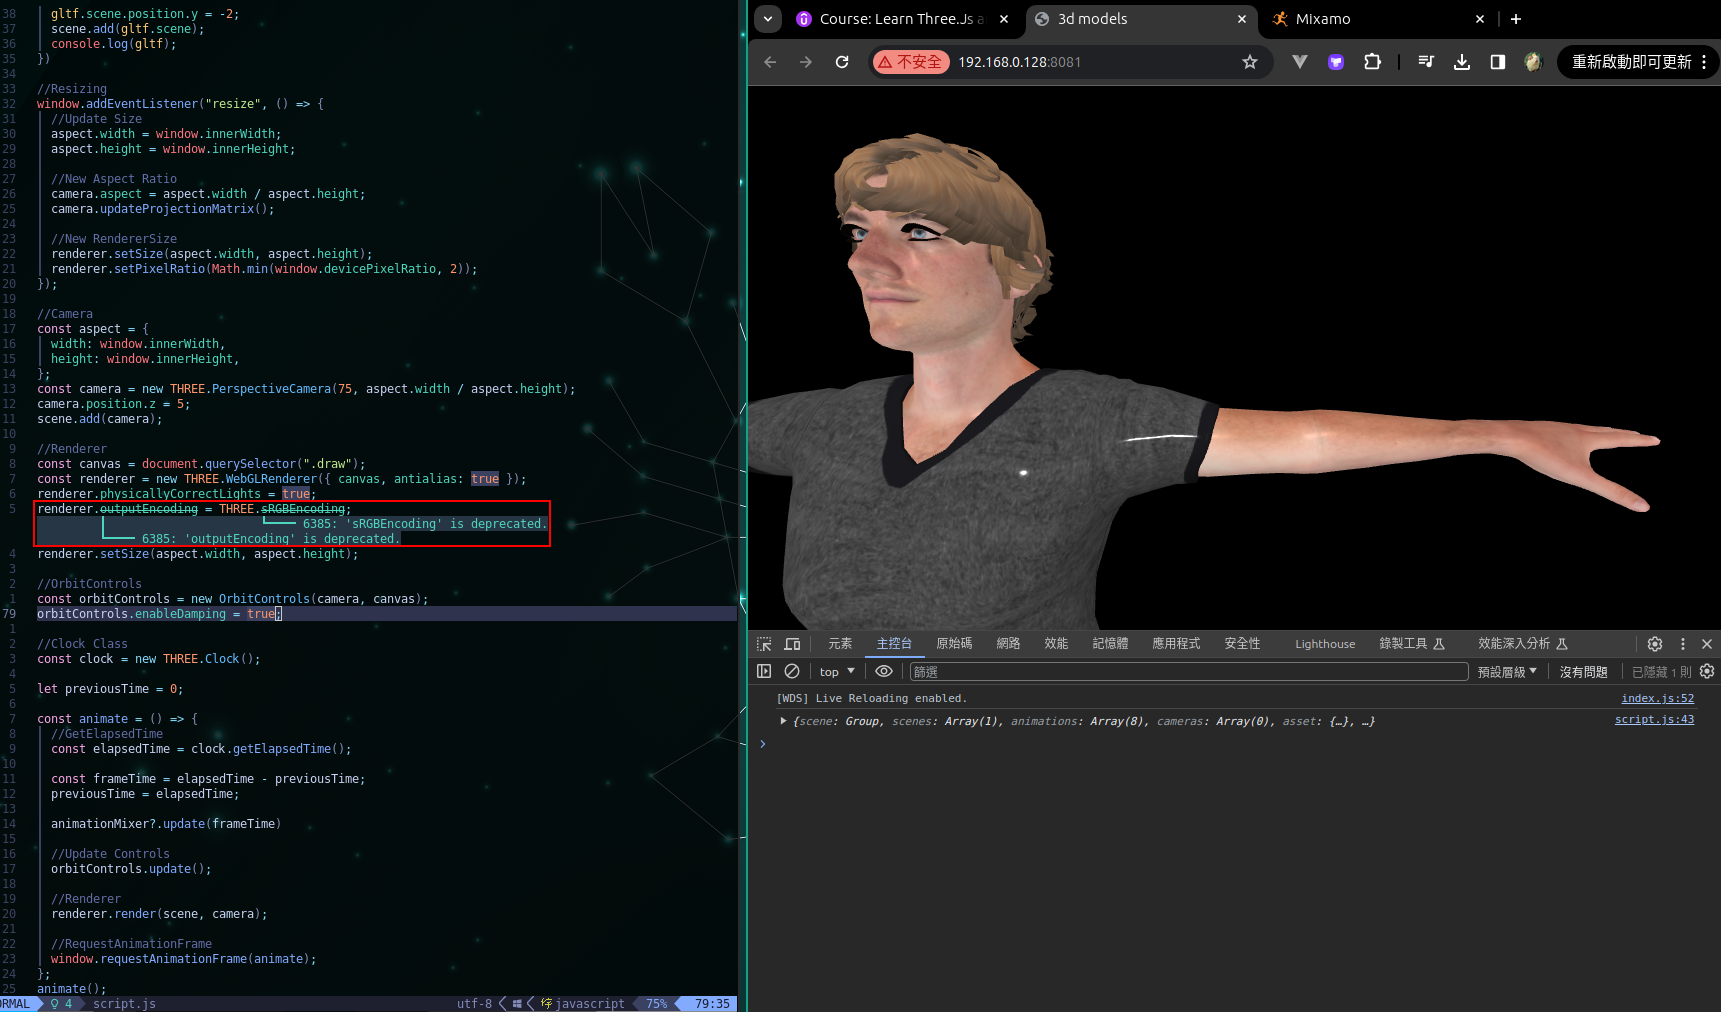 38 gltf.scene.position.y = -2;
37 scene.add(gltf.scene);
36 console.log(gltf);
35 })
34
33 //Resizing
32 window.addEventListener("resize", () => {
31 //Update Size
30 aspect.width = window.innerWidth;
29 aspect.height = window.innerHeight;
28
27 //New Aspect Ratio
26 camera.aspect = aspect.width / aspect.height;
25 camera.updateProjectionMatrix();
24
23 //New RendererSize
22 renderer.setSize(aspect.width, aspect.height);
21 renderer.setPixelRatio(Math.min(window.devicePixelRatio, 2));
20 });
19
18 //Camera
17 const aspect = {
16 width: window.innerWidth,
15 height: window.innerHeight,
14 };
13 const camera = new THREE.PerspectiveCamera(75, aspect.width / aspect.height);
12 camera.position.z = 5;
11 scene.add(camera);
10
9 //Renderer
8 const canvas = document.querySelector(".draw");
7 const renderer = new THREE.WebGLRenderer({ canvas, antialias: true });
6 renderer.physicallyCorrectLights = true;
5 renderer.outputEncoding = THREE.sRGBEncoding;
6385: 'sRGBEncoding' is deprecated.
6385: 'outputEncoding' is deprecated.
4 renderer.setSize(aspect.width, aspect.height);
3
2 //OrbitControls
1 const orbitControls = new OrbitControls(camera, canvas);
79 orbitControls.enableDamping = true;
1
2 //Clock Class
3 const clock = new THREE.Clock();
4
5 let previousTime = 0;
6
7 const animate = () => {
8 //GetElapsedTime
9 const elapsedTime = clock.getElapsedTime();
10
11 const frameTime = elapsedTime - previousTime;
12 previousTime = elapsedTime;
13
14 animationMixer?.update(frameTime)
15
16 //Update Controls
17 orbitControls.update();
18
19 //Renderer
20 renderer.render(scene, camera);
21
22 //RequestAnimationFrame
23 window.requestAnimationFrame(animate);
24 };
25 animate();
ORMAL 4 script.js utf-8 javascript 75% 79:35
Course: Learn Three.Js a
3d models
Mixamo
不安全 192.168.0.128:8081
重新啟動即可更新
元素 主控台 原始碼 網路 效能 記憶體 應用程式 安全性 Lighthouse 錄製工具 效能深入分析
top 篩選 預設層級 沒有問題 已隱藏 1 則
[WDS] Live Reloading enabled. index.js:52
{scene: Group, scenes: Array(1), animations: Array(8), cameras: Array(0), asset: {…}, …} script.js:43